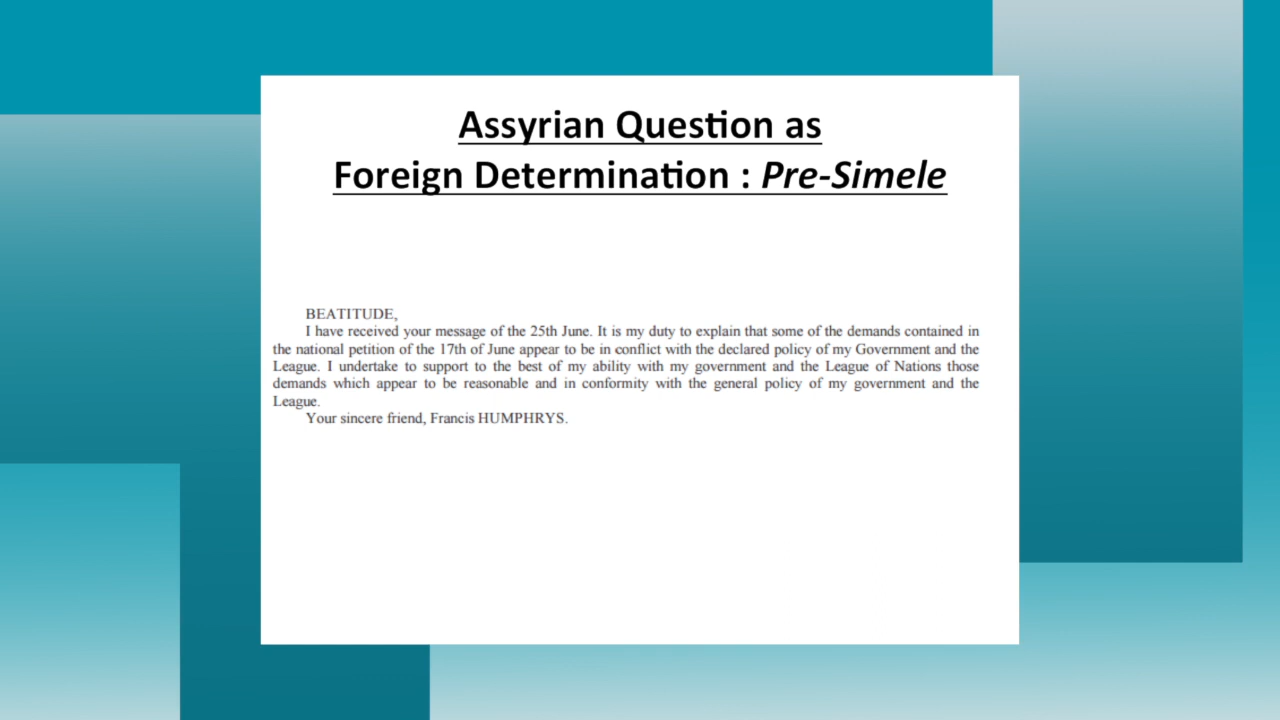 Assyrian Question as
Foreign Determination : Pre-Simele
BEATITUDE,
I have received your message of the 25th June. It is my duty to explain that some of the demands contained in
the national petition of the 17th of June appear to be in conflict with the declared policy of my Government and the
League. I undertake to support to the best of my ability with my government and the League of Nations those
demands which appear to be reasonable and in conformity with the general policy of my government and the
League.
Your sincere friend, Francis HUMPHRYS.